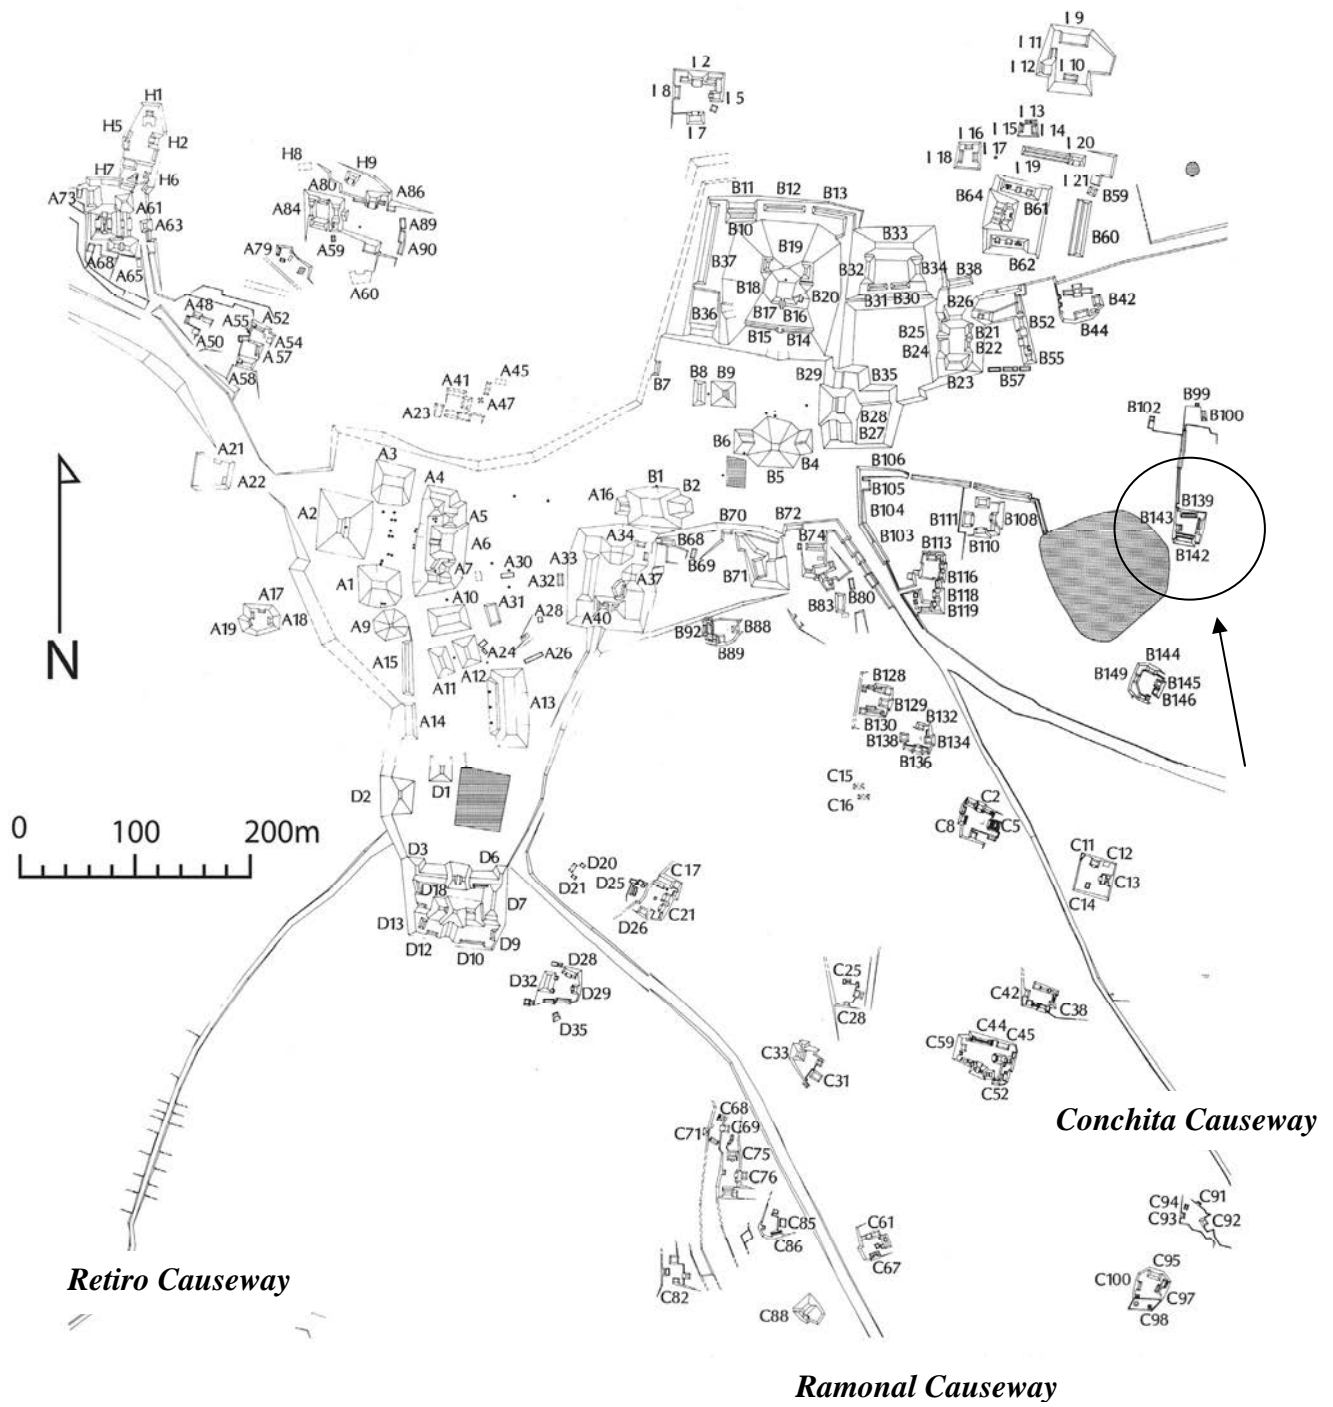 I 9
I 11
I 12
I 10
I 2
I 8
I 5
I 7
H1
H5
H2
H7
H6
A73
A61
A63
A68
A65
H8
H9
A80
A86
A84
A89
A59
A90
A79
A60
I 13
I 15
I 14
I 16
I 17
I 18
I 20
I 19
I 21
B59
B64
B61
B60
B62
B11
B12
B13
B10
B19
B33
B37
B32
B34
B38
B18
B20
B31
B30
B17
B16
B36
B15
B14
B26
B25
B21
B24
B22
B23
B52
B55
B57
B42
B44
A48
A55
A52
A50
A54
A57
A58
A45
A41
A47
A23
B7
B8
B9
B29
B35
B28
B27
B6
B4
B5
B99
B102
B100
A21
A22
A3
A4
A2
A5
A6
A7
A1
A30
A10
A31
A9
A15
A24
A28
A26
A11
A12
A13
A14
B1
B2
A16
A34
A33
A32
A37
A40
B68
B70
B72
B69
B71
B74
B83
B80
B92
B88
B89
B106
B105
B104
B103
B111
B108
B110
B113
B116
B118
B119
B139
B143
B142
A17
A19
A18
B144
B149
B145
B146
B128
B129
B130
B132
B138
B134
B136
N
D1
D2
C15
C16
C2
C8
C5
C11
C12
C13
C14
0 100 200m
D3
D6
D18
D7
D13
D12
D9
D10
D20
D21
D25
C17
C21
D26
D28
D32
D29
D35
C25
C28
C42
C38
C44
C45
C59
C52
C33
C31
Conchita Causeway
C68
C71
C69
C75
C76
C85
C86
C61
C67
C82
C88
C94
C91
C93
C92
C95
C100
C97
C98
Retiro Causeway
Ramonal Causeway